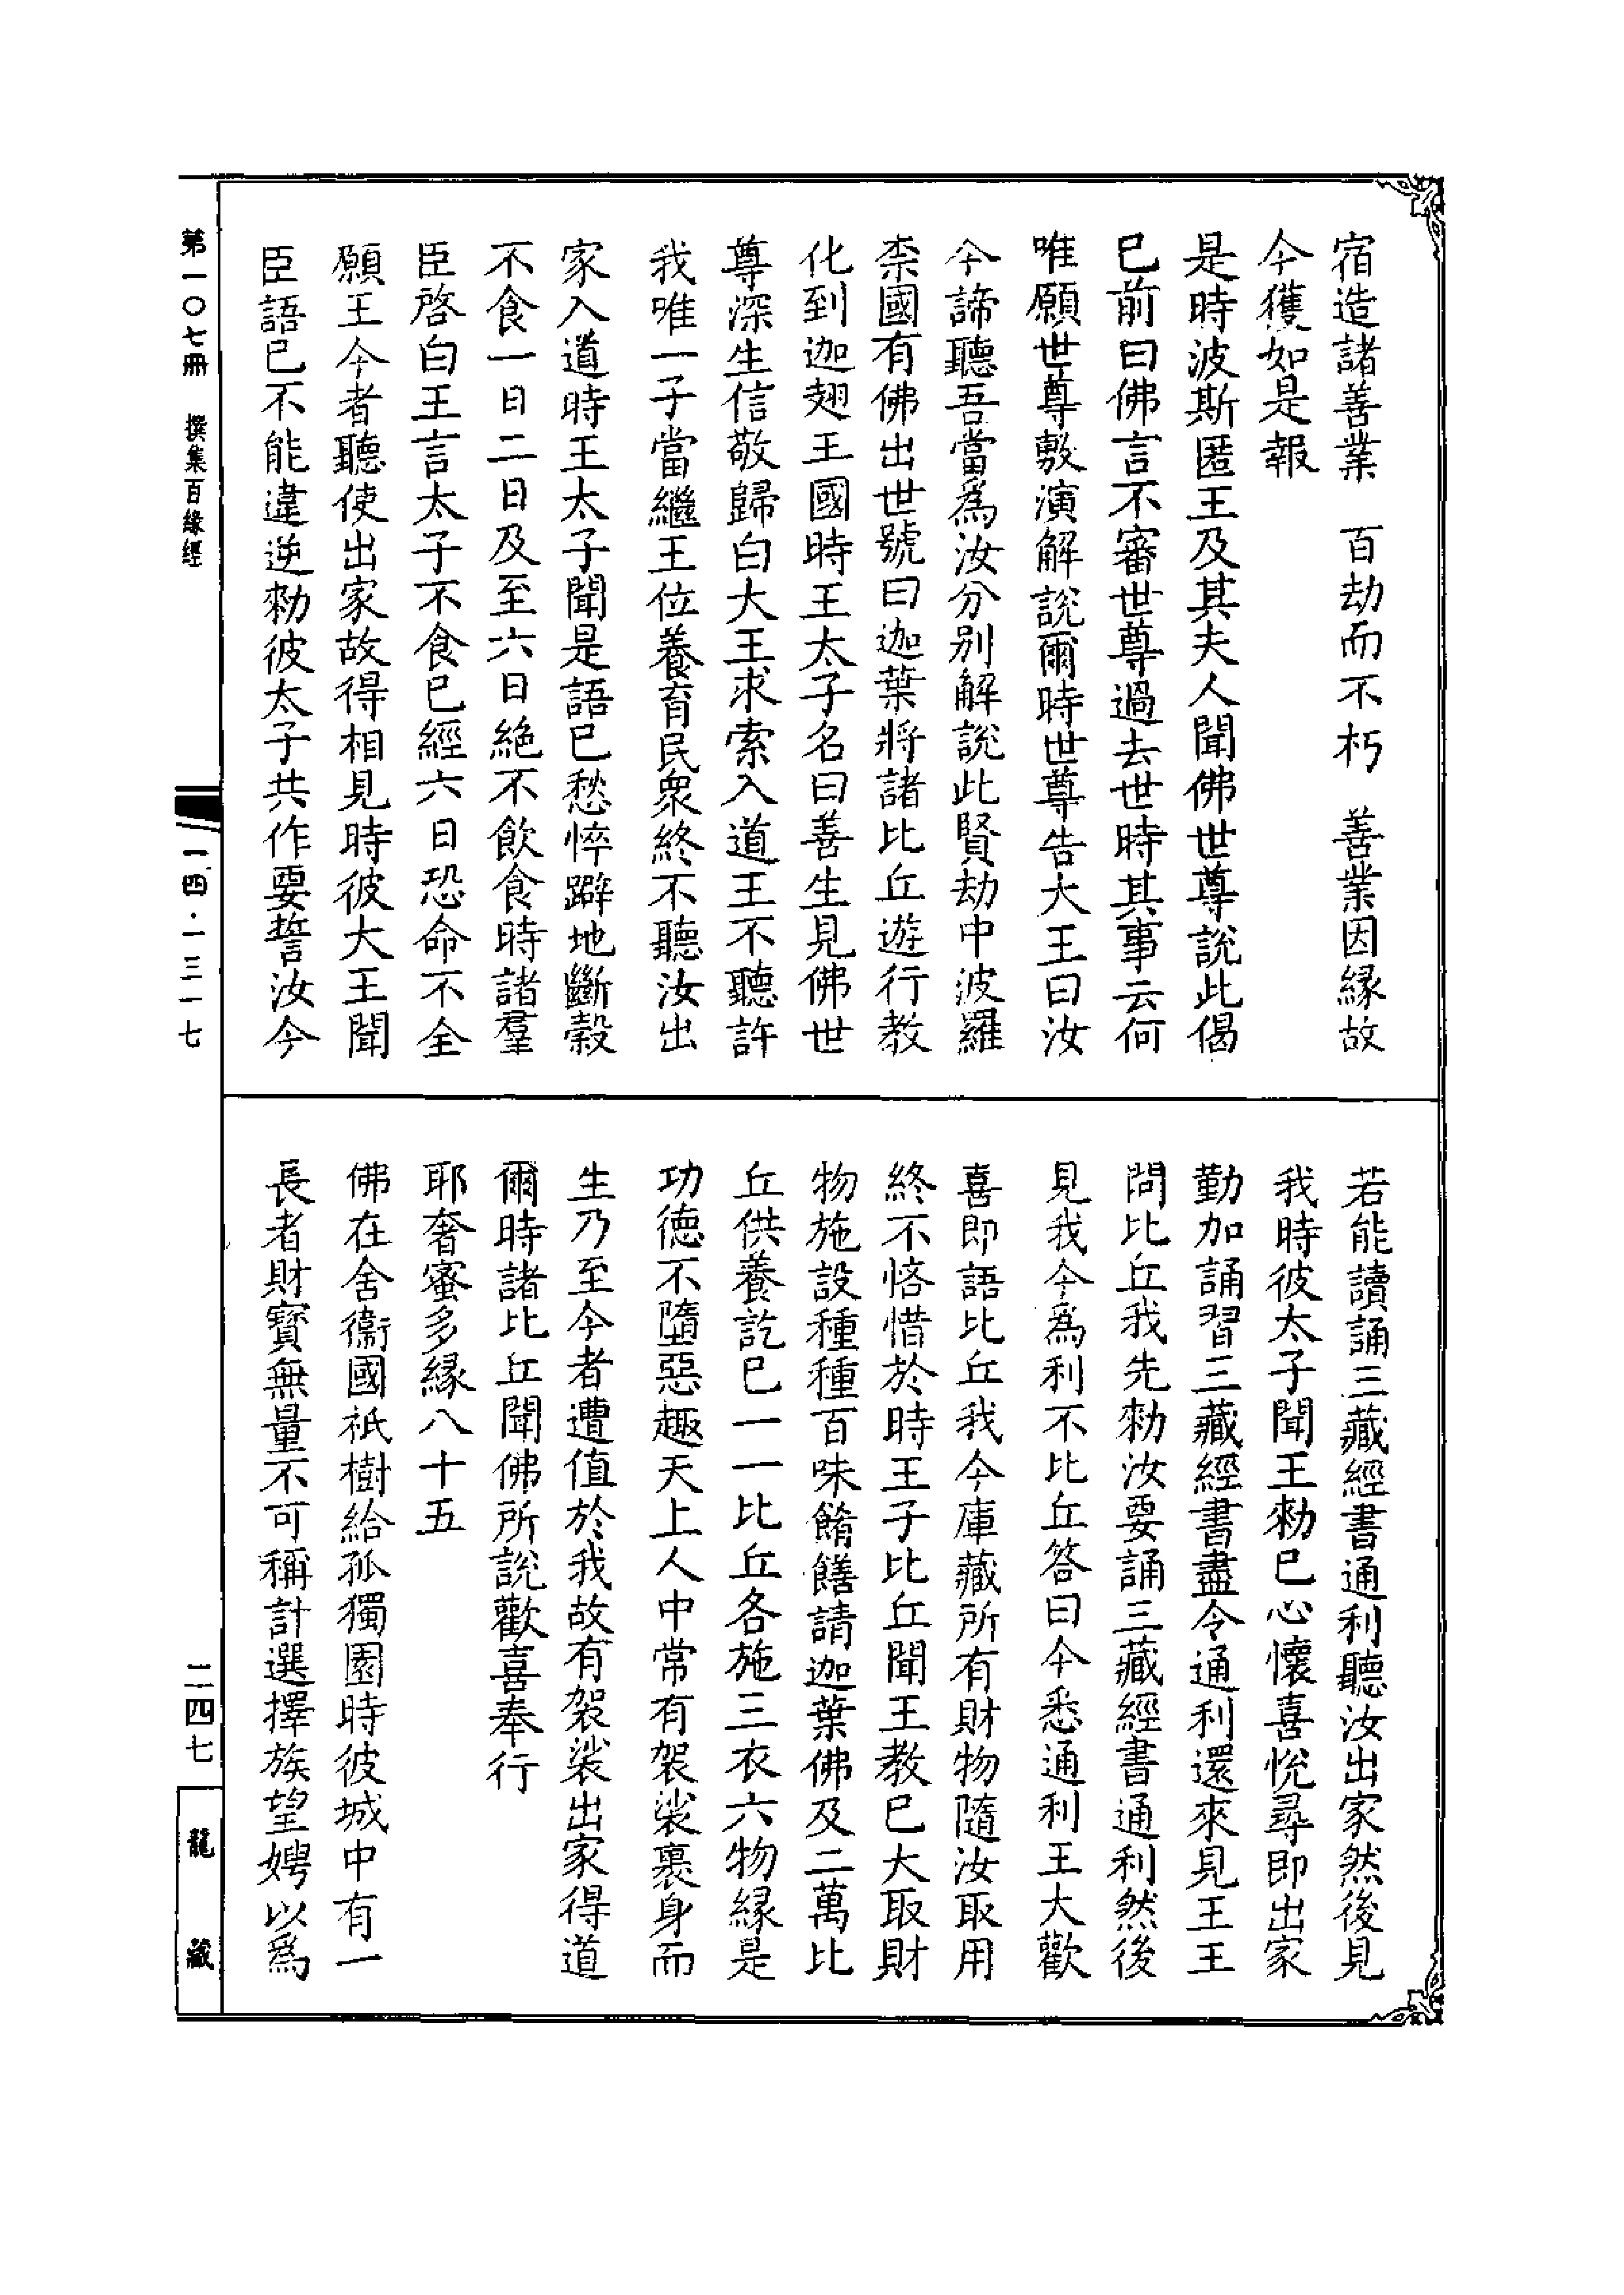 宿造諸善業　百劫而不朽　善業因緣故
今獲如是報
是時波斯匿王及其夫人聞佛世尊說此偈
已前曰佛言不審世尊過去世時其事云何
唯願世尊敷演解說爾時世尊告大王曰汝
今諦聽吾當爲汝分别解說此賢劫中波羅
柰國有佛出世號曰迦葉將諸比丘遊行教
化到迦翅王國時王太子名曰善生見佛世
尊深生信敬歸白大王求索入道王不聽許
我唯一子當繼王位養育民衆終不聽汝出
家入道時王太子聞是語已愁悴躃地斷穀
不食一日二日及至六日絶不飲食時諸羣
臣啓白王言太子不食已經六日恐命不全
願王今者聽使出家故得相見時彼大王聞
臣語已不能違逆勑彼太子共作要誓汝今
若能讀誦三藏經書通利聽汝出家然後見
我時彼太子聞王勑已心懷喜悅尋即出家
勤加誦習三藏經書盡令通利還來見王王
問比丘我先勑汝要誦三藏經書通利然後
見我今爲利不比丘答曰今悉通利王大歡
喜即語比丘我今庫藏所有財物隨汝取用
終不悋惜於時王子比丘聞王教已大取財
物施設種種百味餚饍請迦葉佛及二萬比
丘供養訖已一一比丘各施三衣六物緣是
功德不墮惡趣天上人中常有袈裟裹身而
生乃至今者遭值於我故有袈裟出家得道
爾時諸比丘聞佛所說歡喜奉行
耶奢蜜多緣八十五
佛在舍衞國祇樹給孤獨園時彼城中有一
長者財寶無量不可稱計選擇族望娉以爲
第一〇七冊　撰集百緣經
一四·一三一七
二四七
龍藏